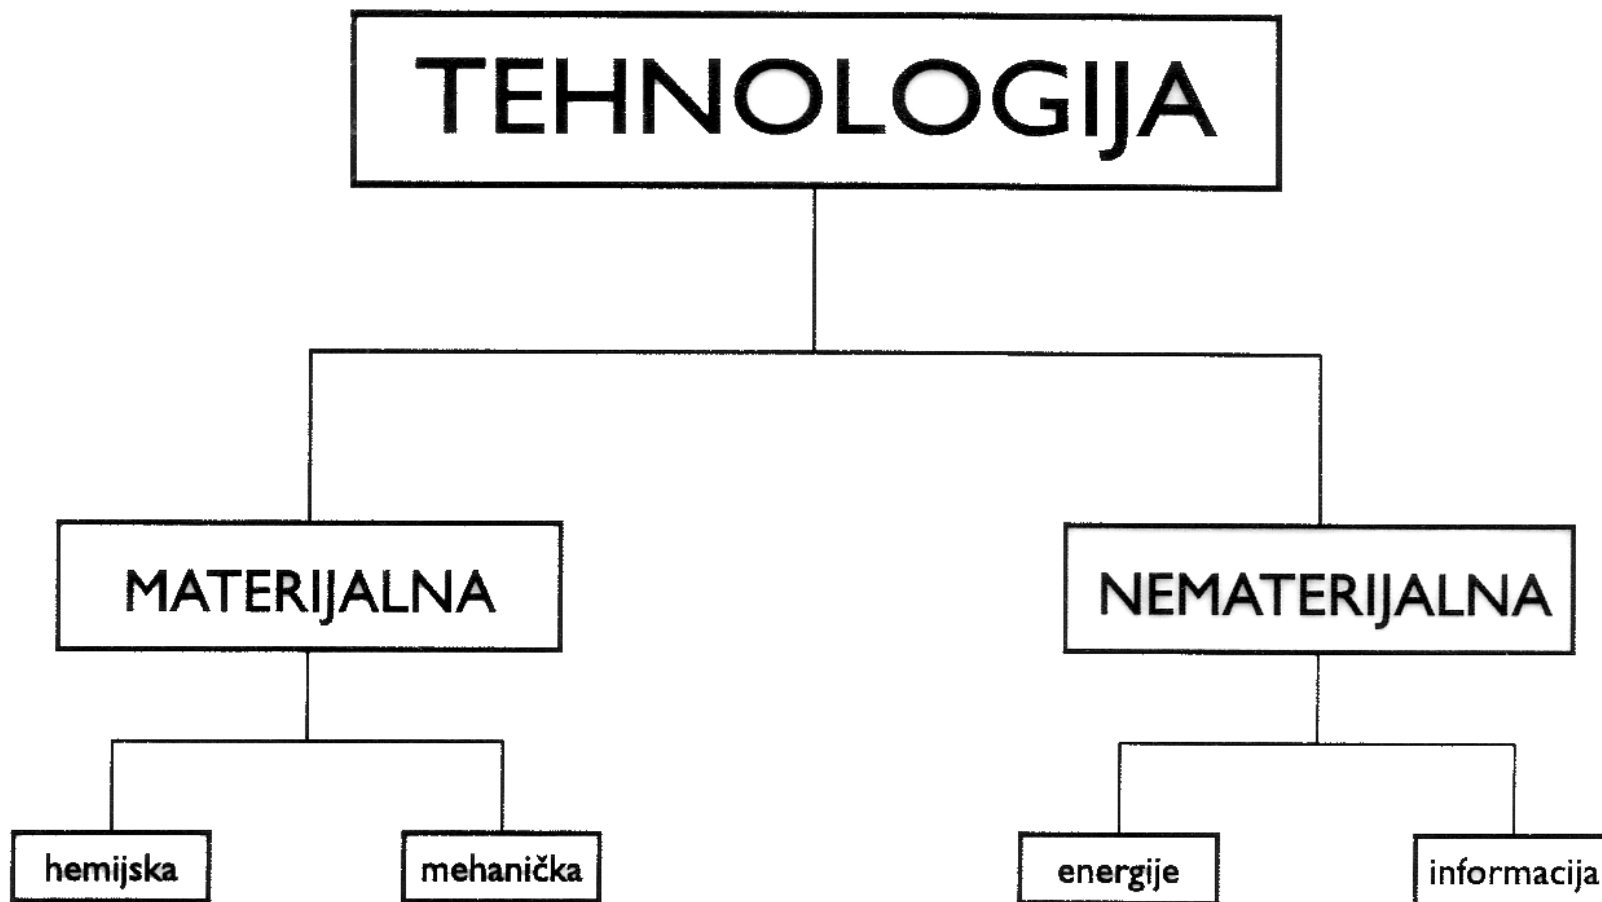 TEHNOLOGIJA
MATERIJALNA
NEMATERIJALNA
hemijska
mehanička
energije
informacija